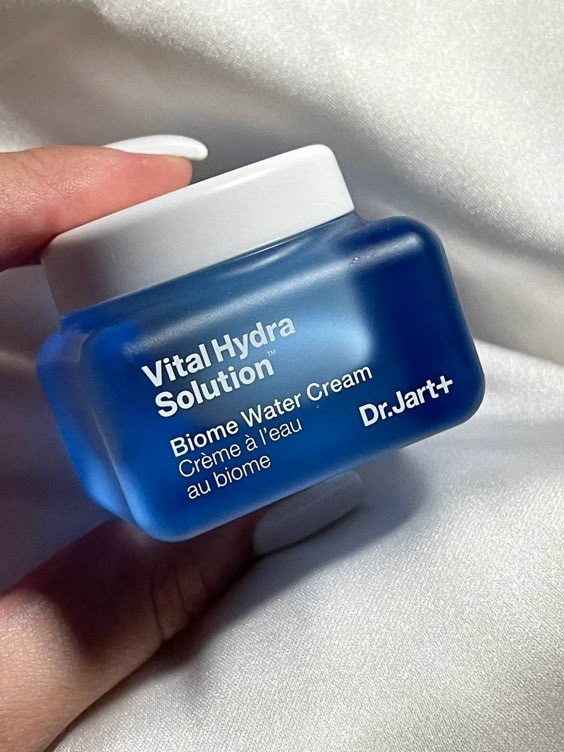 Vital Hydra
Solution™
Biome Water Cream
Crème à l'eau
au biome
Dr.Jart+